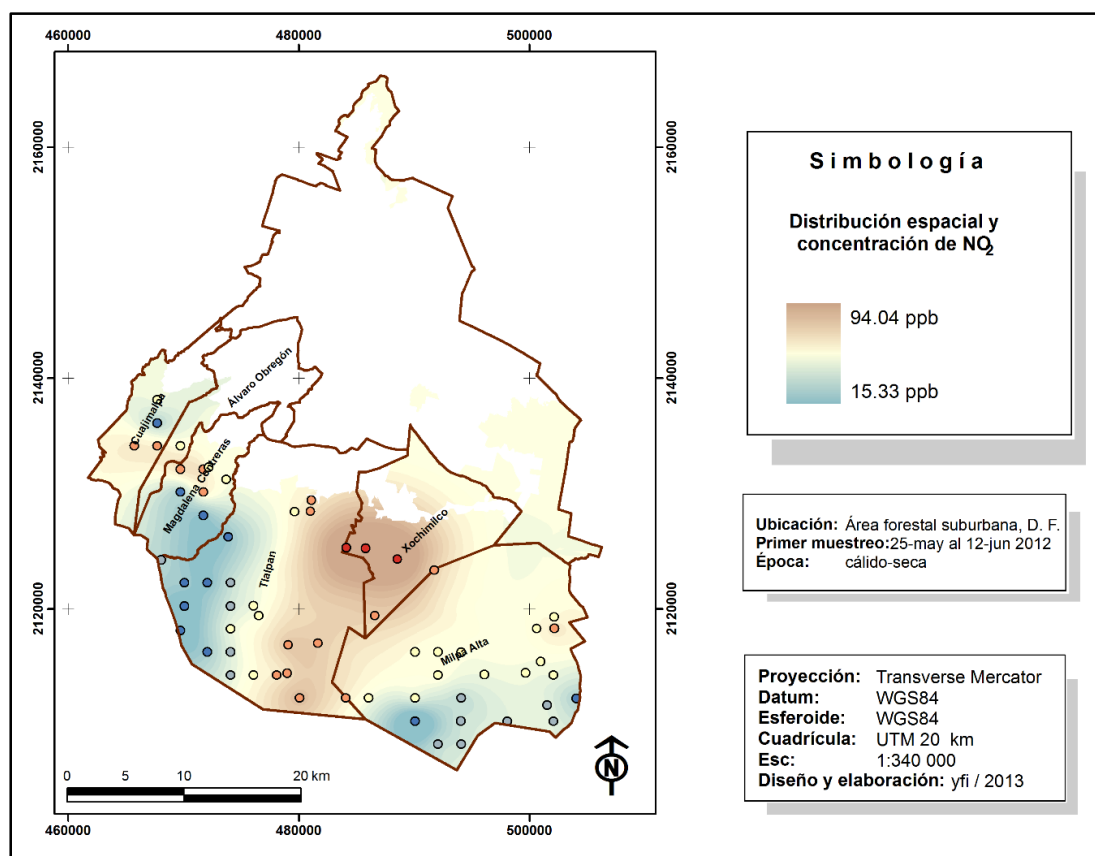 460000 480000 500000
2160000 2160000
2140000 2140000
2120000 2120000
Cuajimalpa
Álvaro Obregón
Magdalena Contreras
Tlalpan
Xochimilco
Milpa Alta
0 5 10 20 km
N
460000 480000 500000
Simbología
Distribución espacial y
concentración de NO2
94.04 ppb
15.33 ppb
Ubicación: Área forestal suburbana, D. F.
Primer muestreo:25-may al 12-jun 2012
Época: cálido-seca
Proyección: Transverse Mercator
Datum: WGS84
Esferoide: WGS84
Cuadrícula: UTM 20 km
Esc: 1:340 000
Diseño y elaboración: yfi / 2013